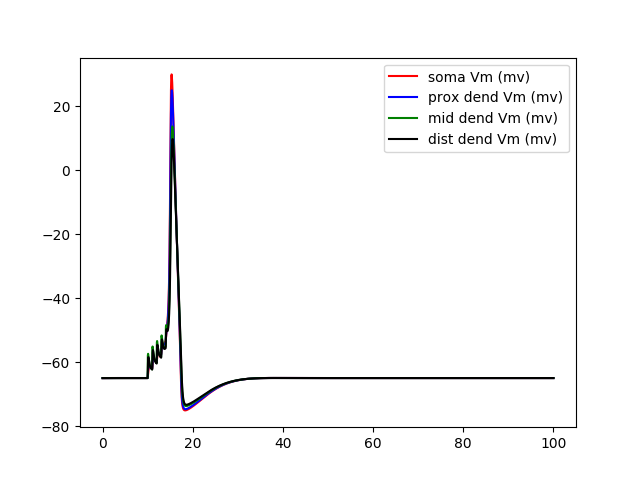 soma Vm (mv)
prox dend Vm (mv)
mid dend Vm (mv)
dist dend Vm (mv)
20
0
−20
−40
−60
−80
0 20 40 60 80 100